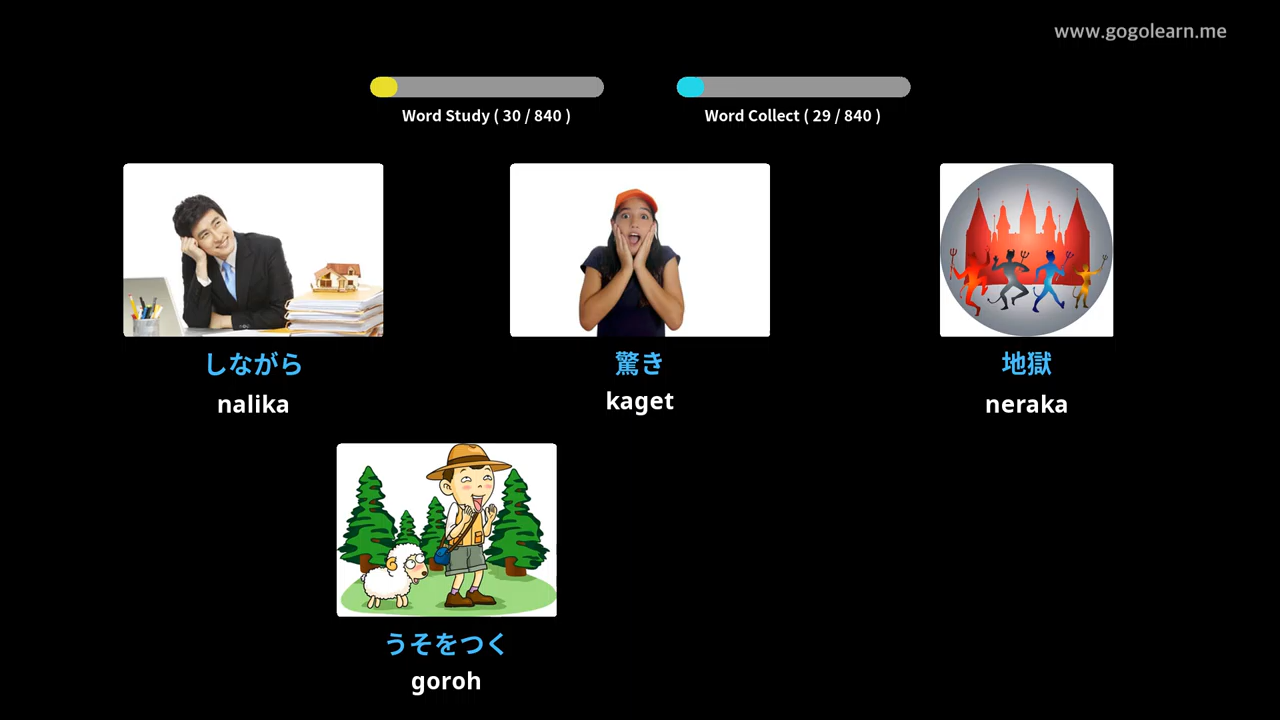 www.gogolearn.me
Word Study ( 30 / 840 )
Word Collect ( 29 / 840 )
しながら
nalika
驚き
kaget
地獄
neraka
うそをつく
goroh